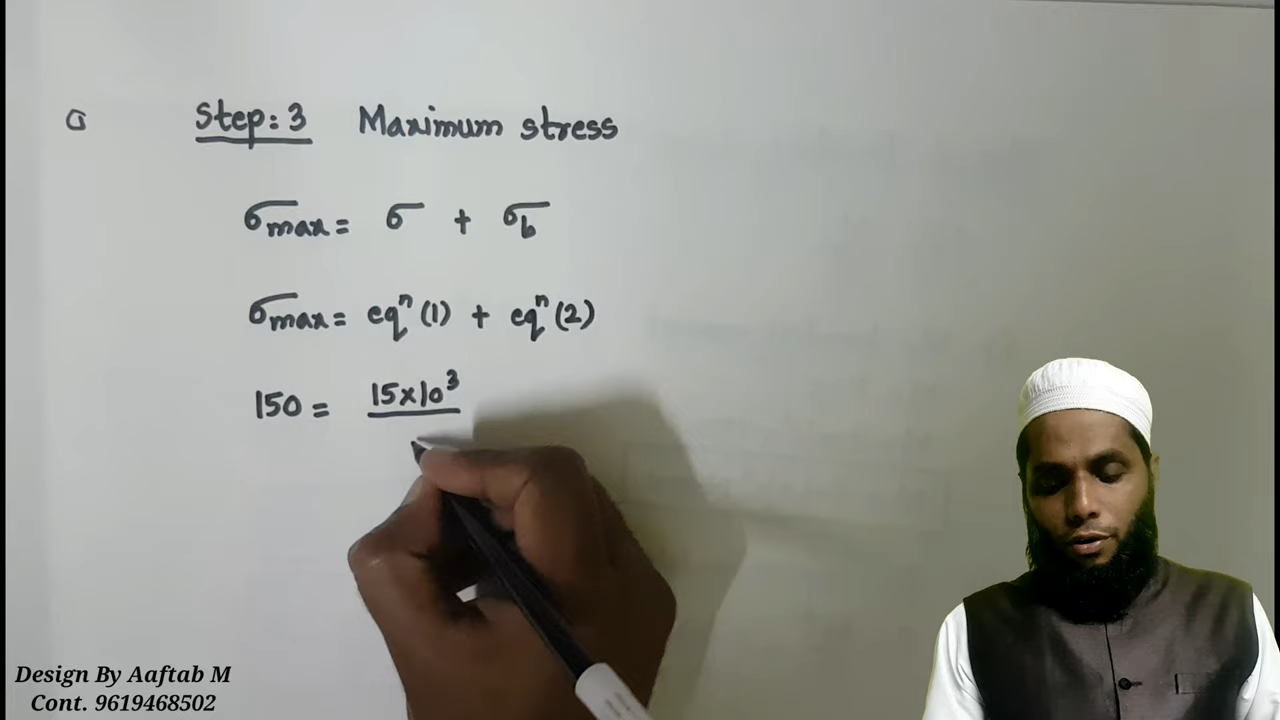 Step: 3 Maximum stress
σmax = σ + σb
σmax = eqⁿ (1) + eqⁿ (2)
150 = 15×10³
Design By Aaftab M
Cont. 9619468502